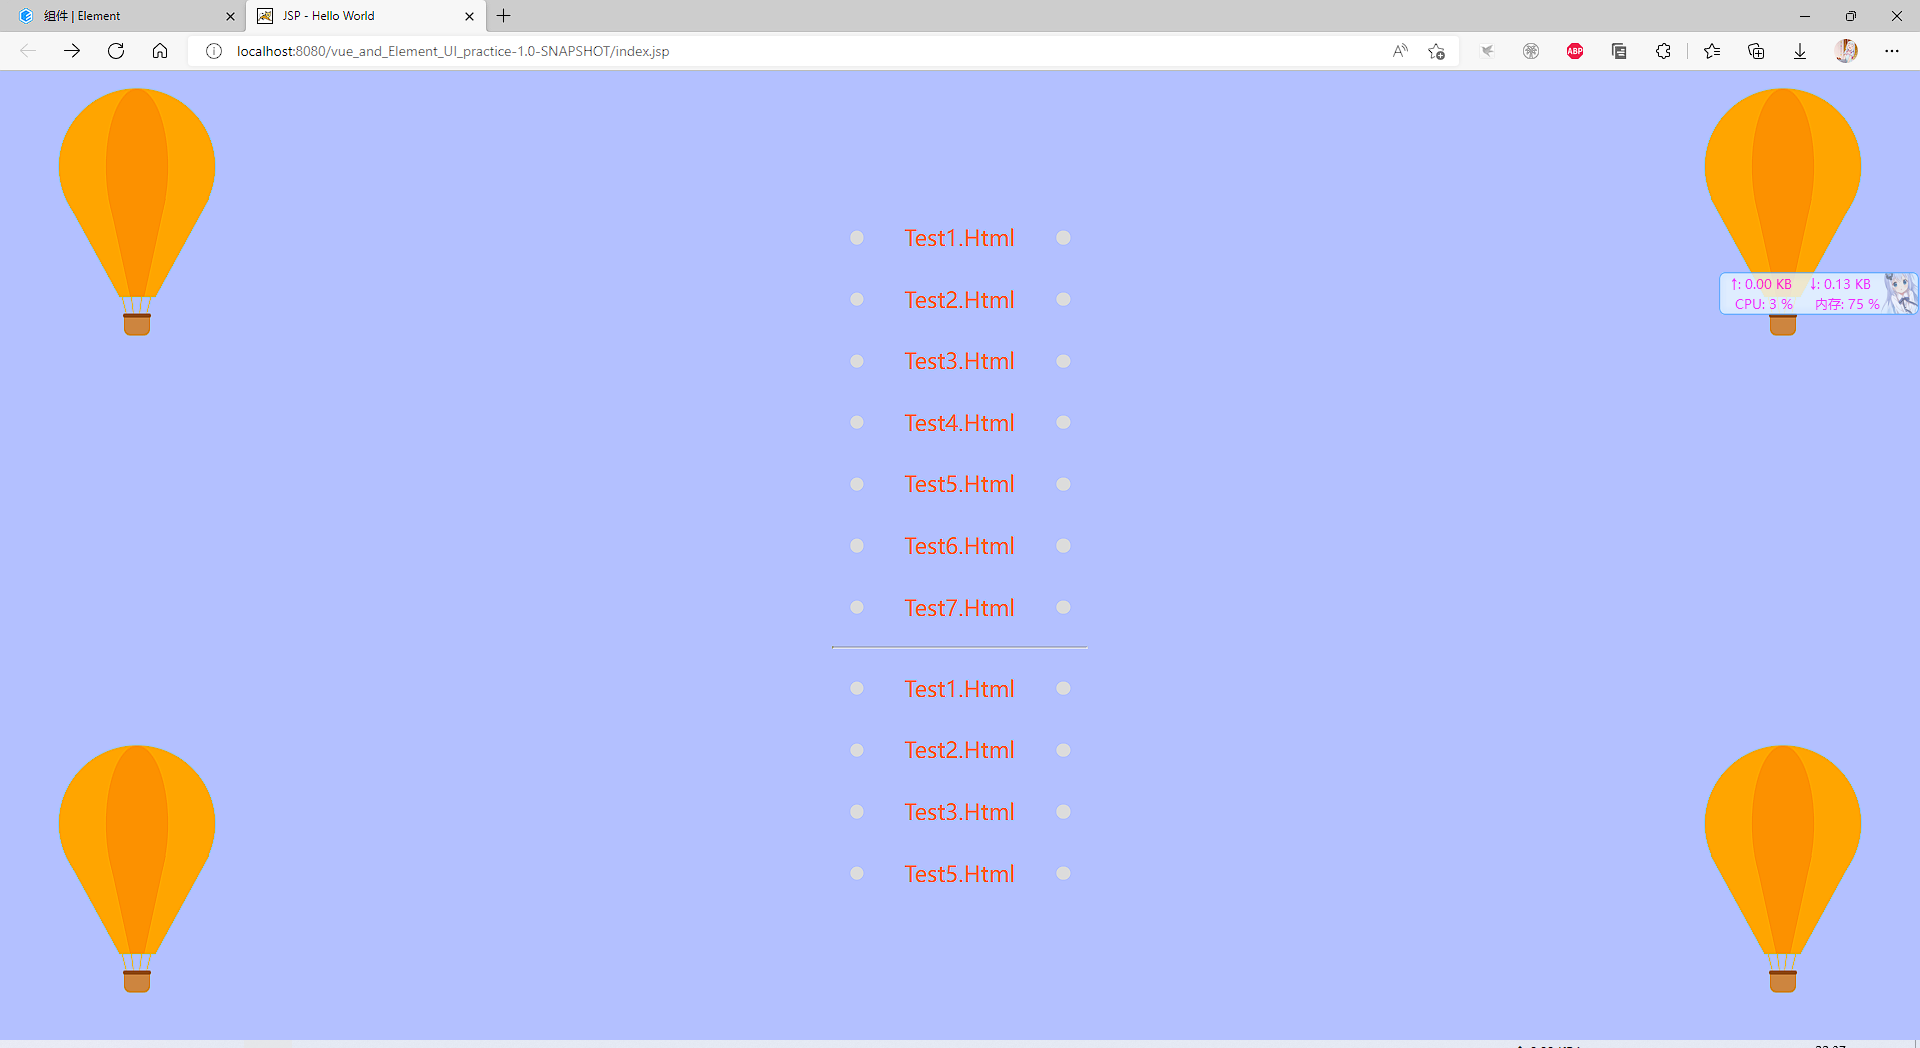 组件 | Element
JSP - Hello World
localhost:8080/vue_and_Element_UI_practice-1.0-SNAPSHOT/index.jsp
ABP
Test1.Html
Test2.Html
↑: 0.00 KB ↓: 0.13 KB
CPU: 3 % 内存: 75 %
Test3.Html
Test4.Html
Test5.Html
Test6.Html
Test7.Html
Test1.Html
Test2.Html
Test3.Html
Test5.Html